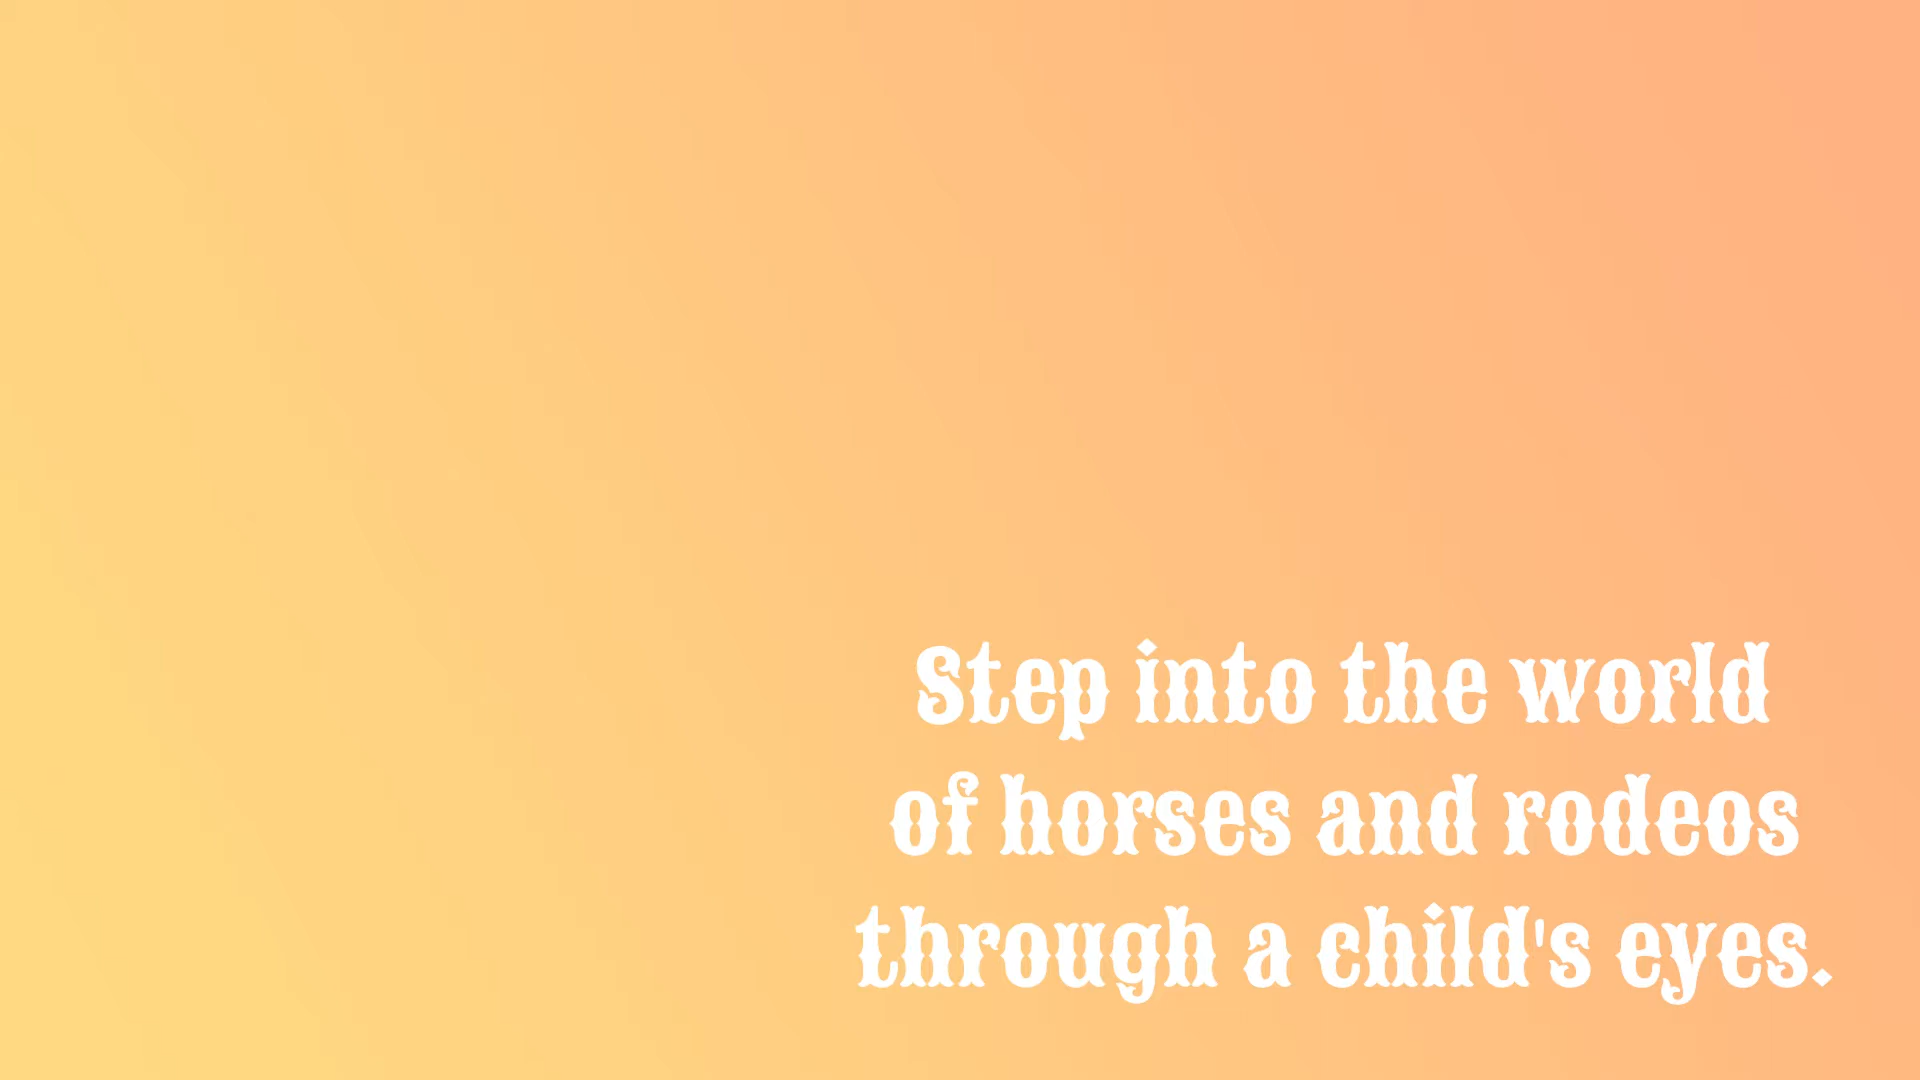 Step into the world
of horses and rodeos
through a child's eyes.